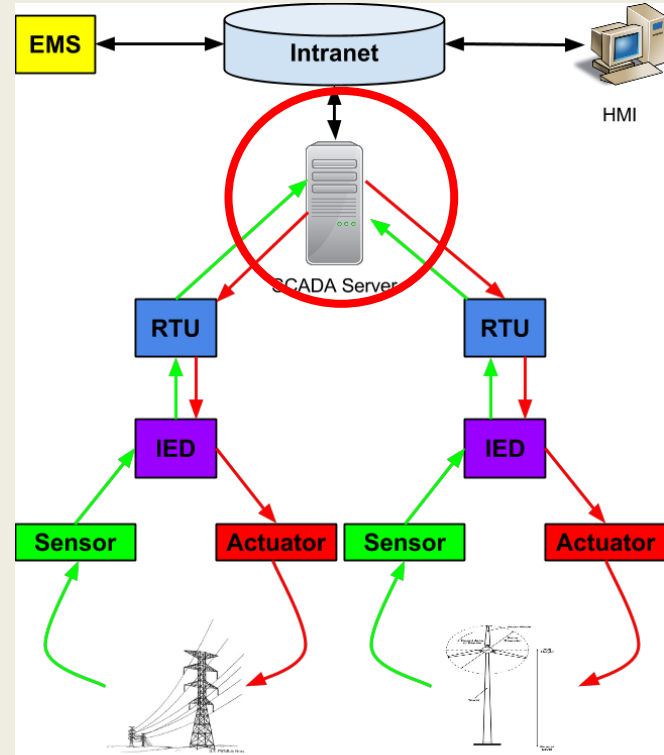 EMS
Intranet
HMI
SCADA Server
RTU
RTU
IED
IED
Sensor
Actuator
Sensor
Actuator